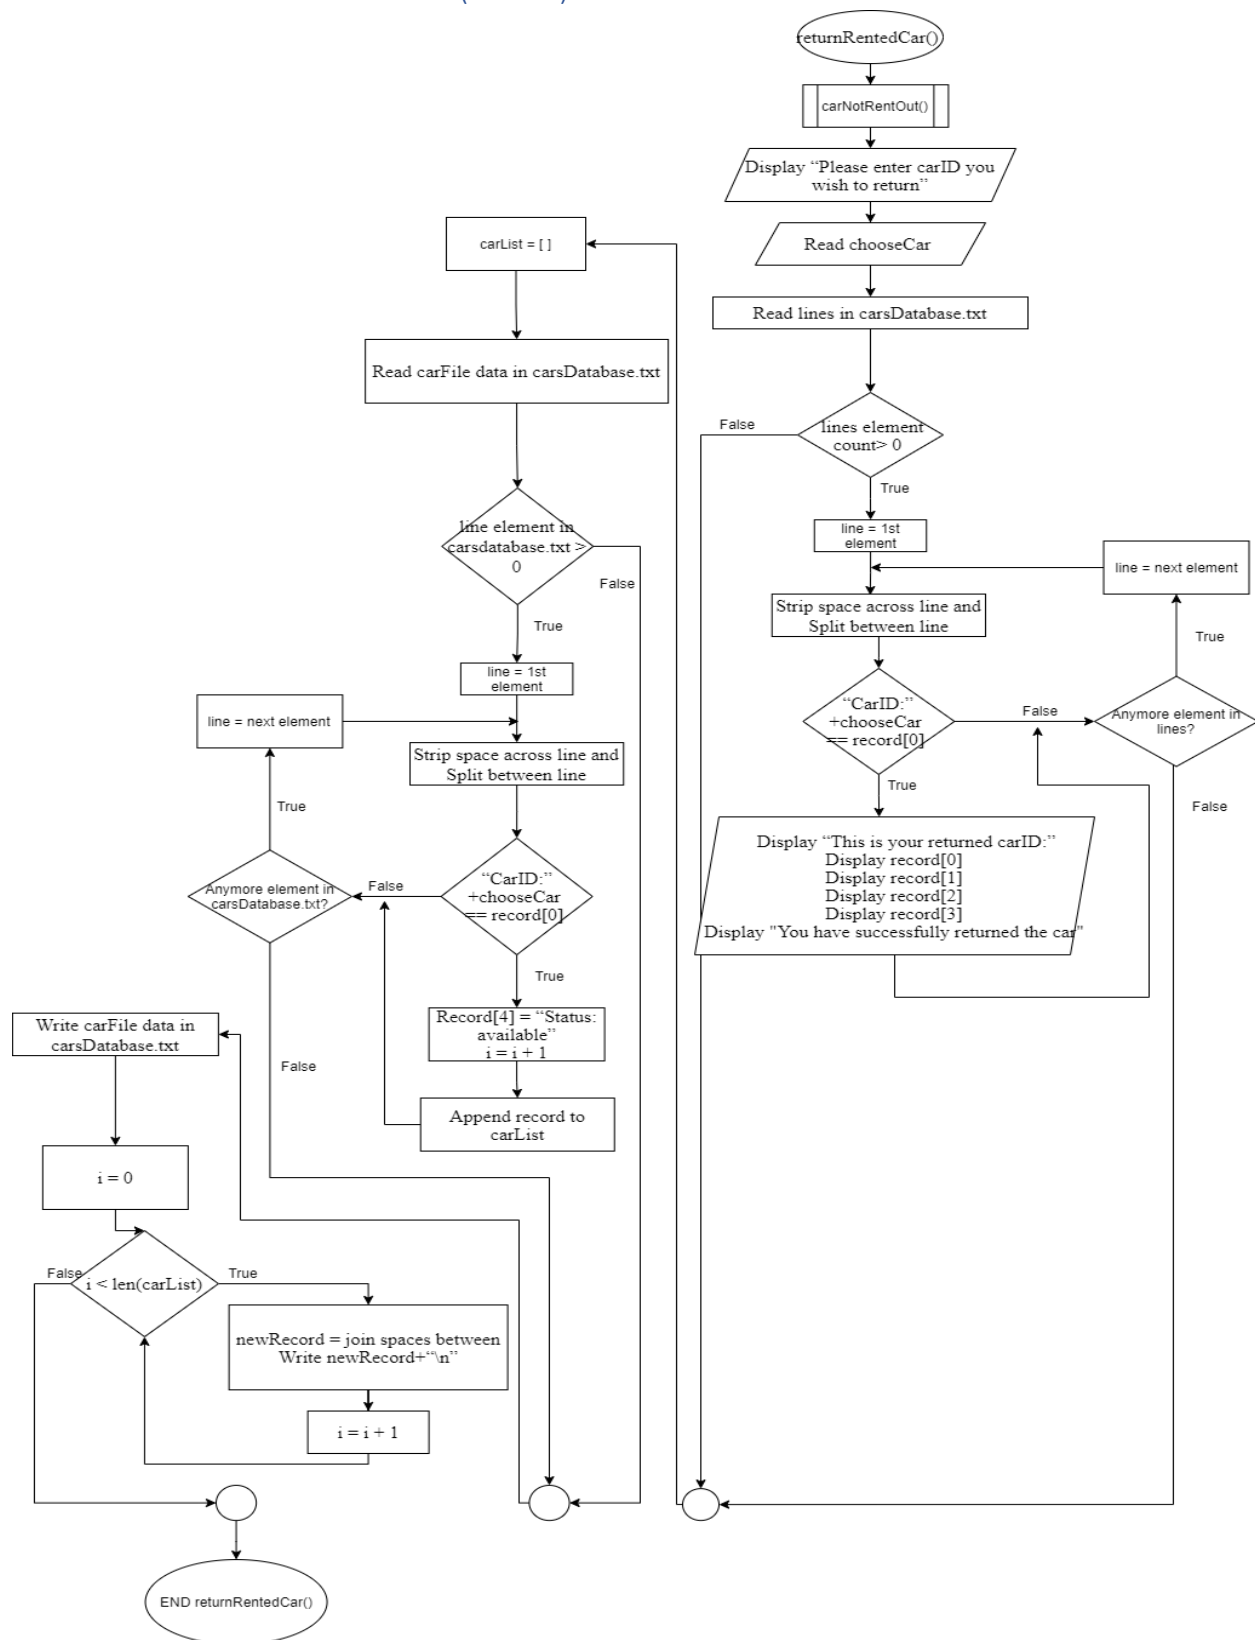 returnRentedCar()
carNotRentOut()
Display “Please enter carID you
wish to return”
Read chooseCar
Read lines in carsDatabase.txt
lines element
count> 0
False
True
line = 1st
element
line = next element
Strip space across line and
Split between line
True
“CarID:”
+chooseCar
== record[0]
False
Anymore element in
lines?
True
False
Display “This is your returned carID:”
Display record[0]
Display record[1]
Display record[2]
Display record[3]
Display "You have successfully returned the car"
carList = [ ]
Read carFile data in carsDatabase.txt
line element in
carsdatabase.txt >
0
False
True
line = 1st
element
line = next element
Strip space across line and
Split between line
True
Anymore element in
carsDatabase.txt?
False
“CarID:”
+chooseCar
== record[0]
True
Record[4] = “Status:
available”
i = i + 1
Append record to
carList
False
Write carFile data in
carsDatabase.txt
i = 0
False
i < len(carList)
True
newRecord = join spaces between
Write newRecord+“\n”
i = i + 1
END returnRentedCar()